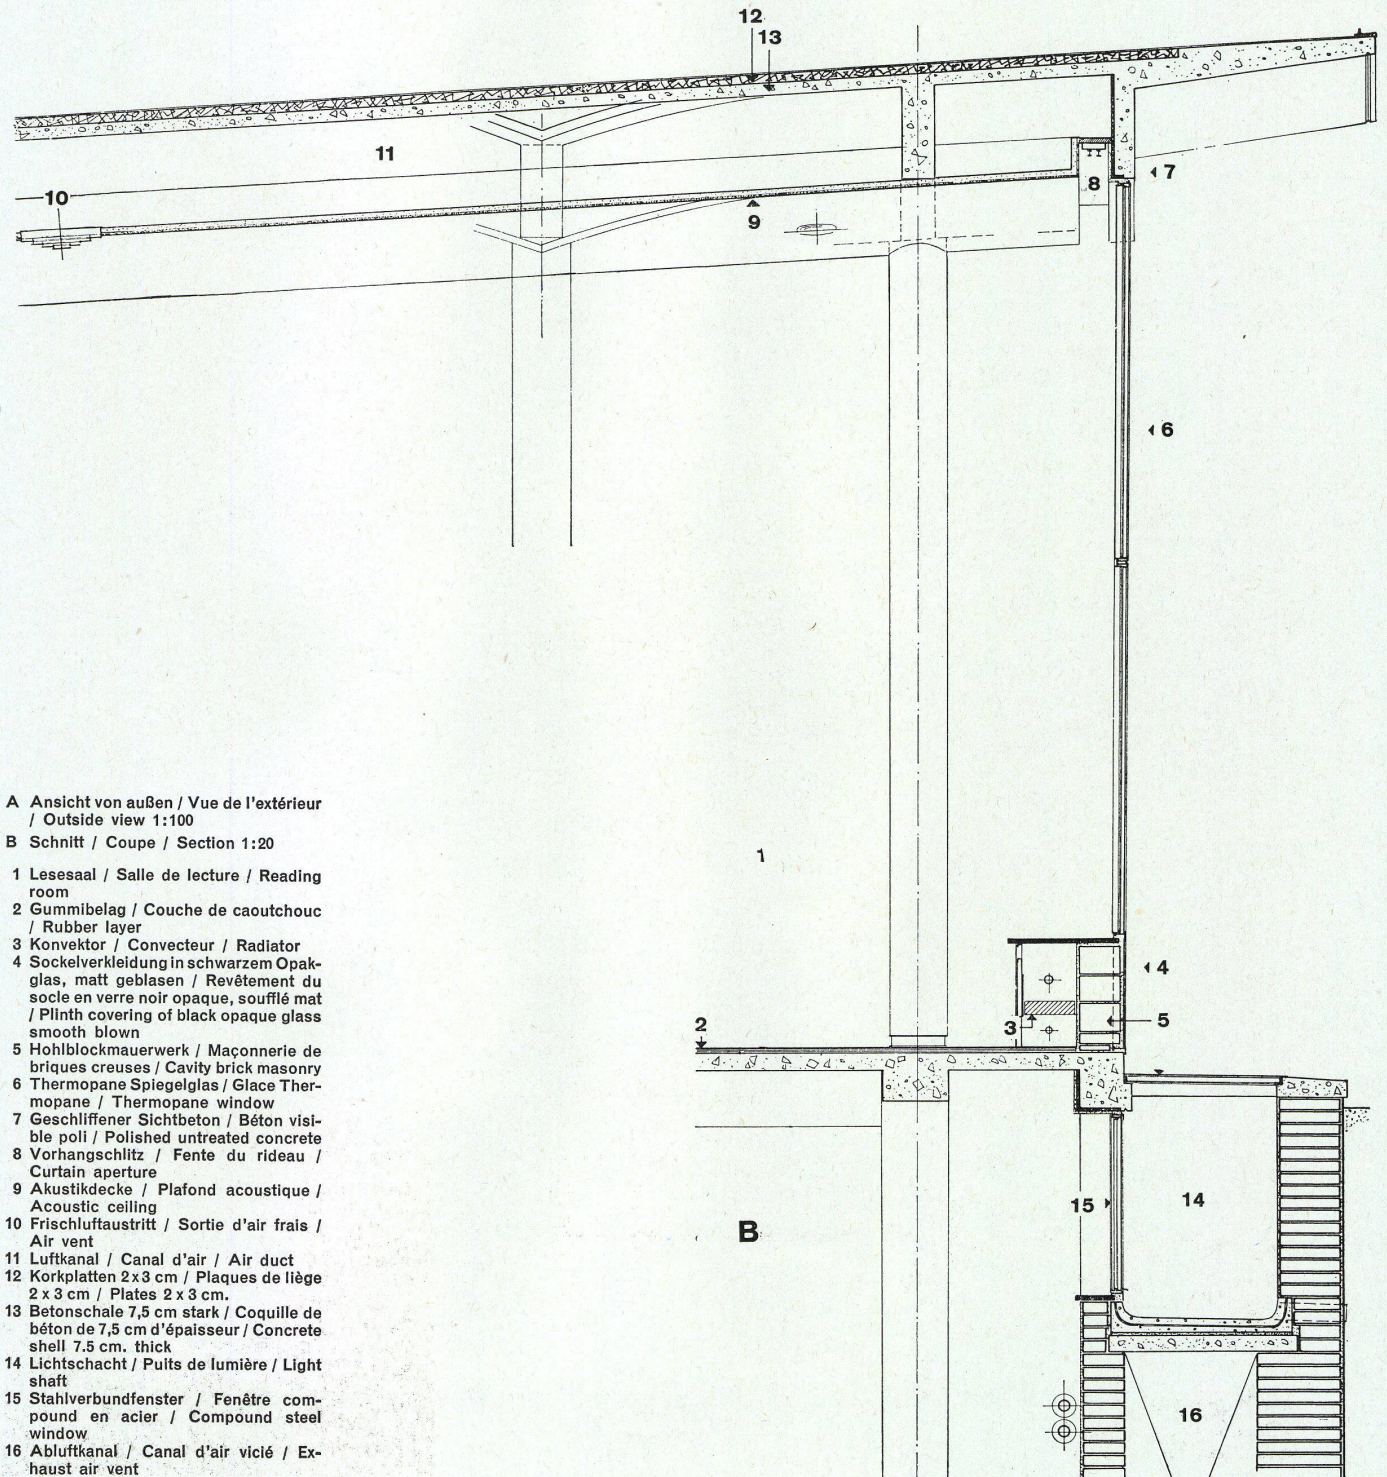 12
13
11
10
9
8
7
6
1
4
2
3
5
15
14
B
16
A Ansicht von außen / Vue de l'extérieur
/ Outside view 1:100
B Schnitt / Coupe / Section 1:20
1 Lesesaal / Salle de lecture / Reading
room
2 Gummibelag / Couche de caoutchouc
/ Rubber layer
3 Konvektor / Convecteur / Radiator
4 Sockelverkleidung in schwarzem Opak-
glas, matt geblasen / Revêtement du
socle en verre noir opaque, soufflé mat
/ Plinth covering of black opaque glass
smooth blown
5 Hohlblockmauerwerk / Maçonnerie de
briques creuses / Cavity brick masonry
6 Thermopane Spiegelglas / Glace Ther-
mopane / Thermopane window
7 Geschliffener Sichtbeton / Béton visi-
ble poli / Polished untreated concrete
8 Vorhangschlitz / Fente du rideau /
Curtain aperture
9 Akustikdecke / Plafond acoustique /
Acoustic ceiling
10 Frischluftaustritt / Sortie d'air frais /
Air vent
11 Luftkanal / Canal d'air / Air duct
12 Korkplatten 2x3 cm / Plaques de liège
2 x 3 cm / Plates 2 x 3 cm.
13 Betonschale 7,5 cm stark / Coquille de
béton de 7,5 cm d'épaisseur / Concrete
shell 7.5 cm. thick
14 Lichtschacht / Puits de lumière / Light
shaft
15 Stahlverbundfenster / Fenêtre com-
pound en acier / Compound steel
window
16 Abluftkanal / Canal d'air vicié / Ex-
haust air vent